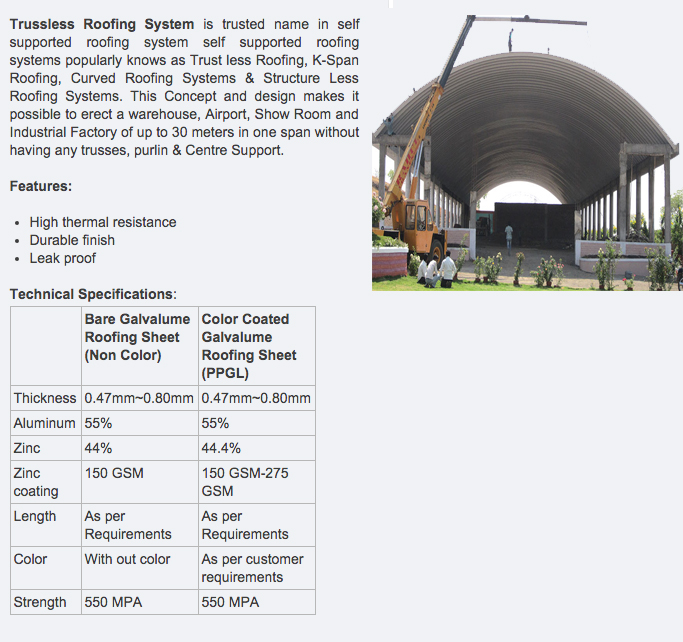 Trussless Roofing System is trusted name in self
supported roofing system self supported roofing
systems popularly knows as Trust less Roofing, K-Span
Roofing, Curved Roofing Systems & Structure Less
Roofing Systems. This Concept and design makes it
possible to erect a warehouse, Airport, Show Room and
Industrial Factory of up to 30 meters in one span without
having any trusses, purlin & Centre Support.
Features:
• High thermal resistance
• Durable finish
• Leak proof
Technical Specifications:
Bare Galvalume
Roofing Sheet
(Non Color)
Color Coated
Galvalume
Roofing Sheet
(PPGL)
Thickness 0.47mm~0.80mm 0.47mm~0.80mm
Aluminum 55% 55%
Zinc 44% 44.4%
Zinc
coating
150 GSM
150 GSM-275
GSM
Length
As per
Requirements
As per
Requirements
Color
With out color
As per customer
requirements
Strength 550 MPA 550 MPA